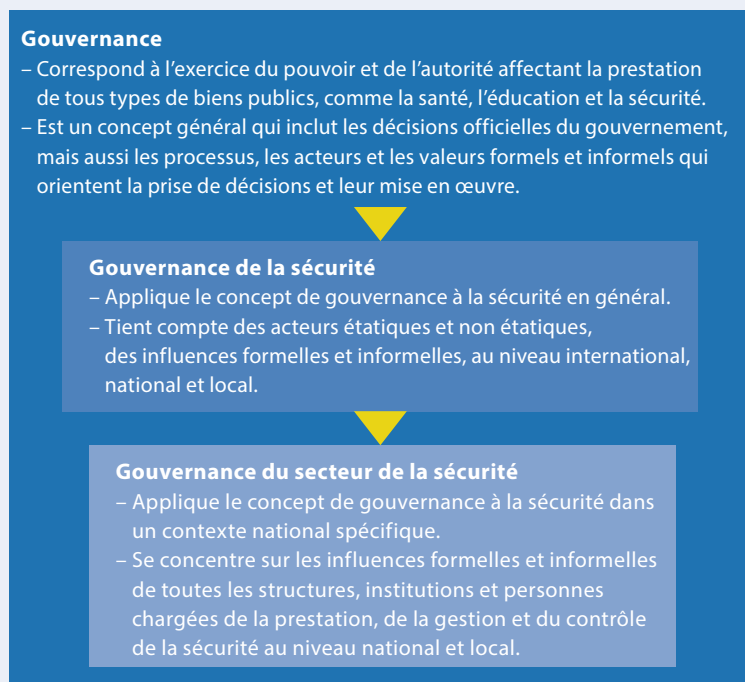 Gouvernance
– Correspond à l’exercice du pouvoir et de l’autorité affectant la prestation
de tous types de biens publics, comme la santé, l’éducation et la sécurité.
– Est un concept général qui inclut les décisions officielles du gouvernement,
mais aussi les processus, les acteurs et les valeurs formels et informels qui
orientent la prise de décisions et leur mise en œuvre.
Gouvernance de la sécurité
– Applique le concept de gouvernance à la sécurité en général.
– Tient compte des acteurs étatiques et non étatiques,
des influences formelles et informelles, au niveau international,
national et local.
Gouvernance du secteur de la sécurité
– Applique le concept de gouvernance à la sécurité dans
un contexte national spécifique.
– Se concentre sur les influences formelles et informelles
de toutes les structures, institutions et personnes
chargées de la prestation, de la gestion et du contrôle
de la sécurité au niveau national et local.